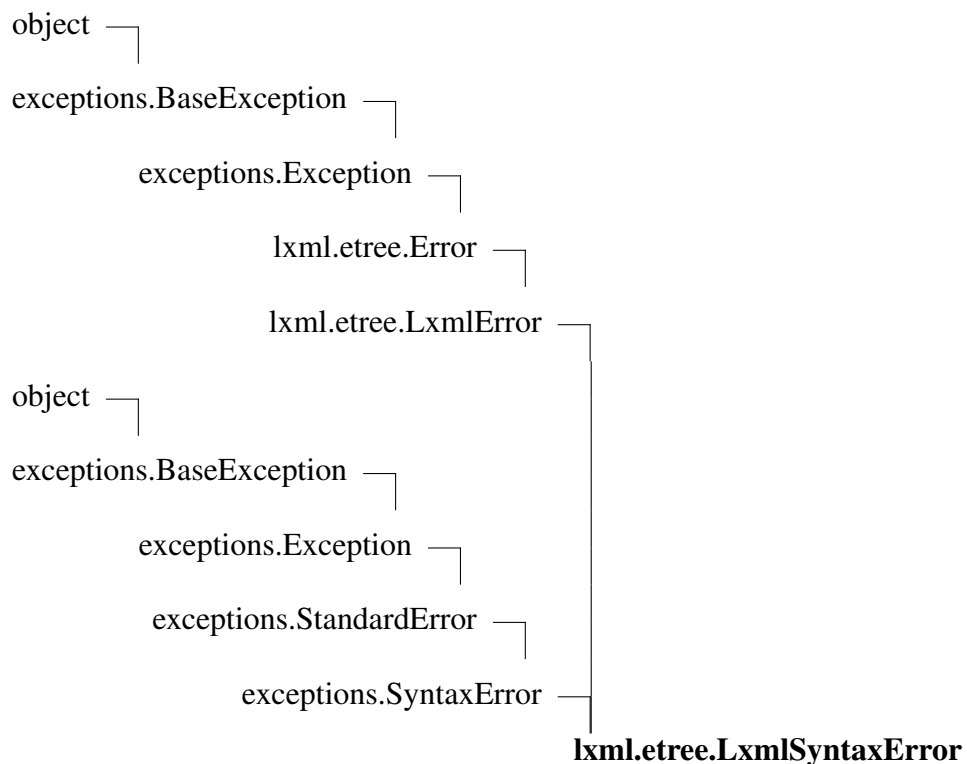 object
exceptions.BaseException
exceptions.Exception
lxml.etree.Error
lxml.etree.LxmlError
object
exceptions.BaseException
exceptions.Exception
exceptions.StandardError
exceptions.SyntaxError
lxml.etree.LxmlSyntaxError